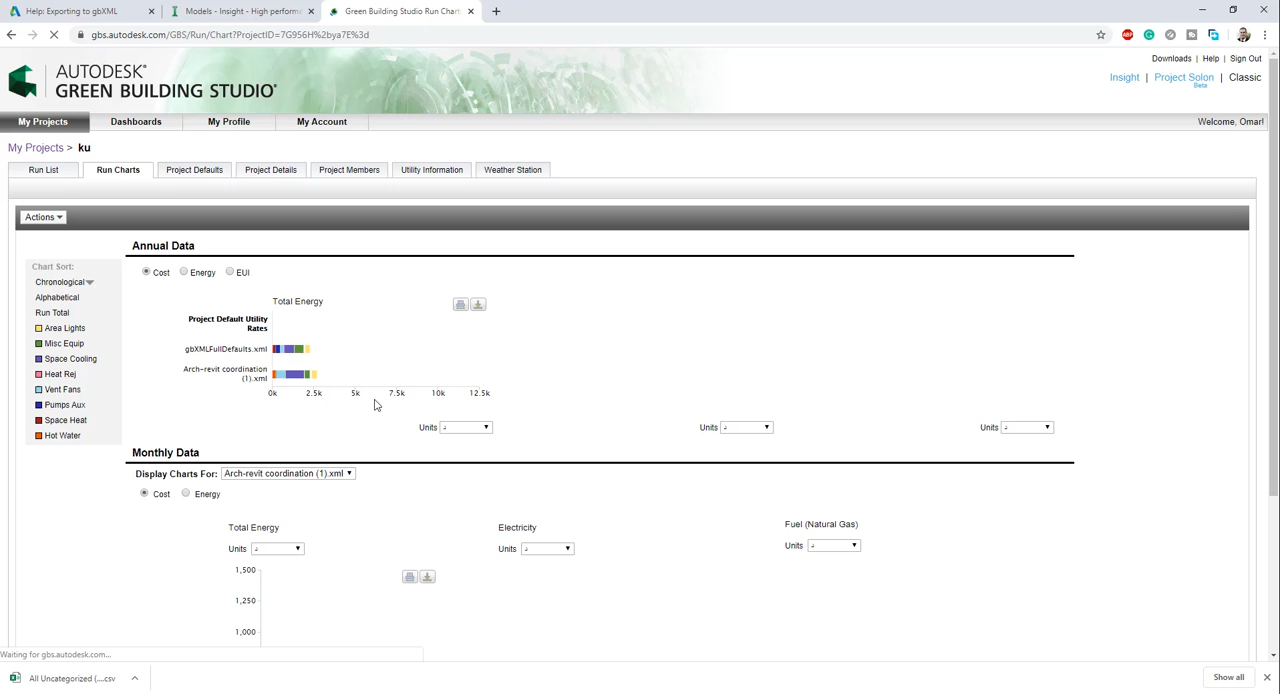 Help: Exporting to gbXML
Models - Insight - High performa
Green Building Studio Run Chart
gbs.autodesk.com/GBS/Run/Chart?ProjectID=7G956H%2bya7E%3d
ABP
Downloads | Help | Sign Out
AUTODESK®
GREEN BUILDING STUDIO®
Insight | Project Solon | Classic
Beta
My Projects
Dashboards
My Profile
My Account
Welcome, Omar!
My Projects > ku
Run List
Run Charts
Project Defaults
Project Details
Project Members
Utility Information
Weather Station
Actions
Annual Data
Chart Sort:
Chronological
Alphabetical
Run Total
Area Lights
Misc Equip
Space Cooling
Heat Rej
Vent Fans
Pumps Aux
Space Heat
Hot Water
Cost
Energy
EUI
Total Energy
Project Default Utility
Rates
gbXMLFullDefaults.xml
Arch-revit coordination
(1).xml
0k 2.5k 5k 7.5k 10k 12.5k
Units
Units
Units
Monthly Data
Display Charts For: Arch-revit coordination (1).xml
Cost
Energy
Total Energy
Electricity
Fuel (Natural Gas)
Units
Units
Units
1,500
1,250
1,000
Waiting for gbs.autodesk.com...
All Uncategorized (....csv
Show all